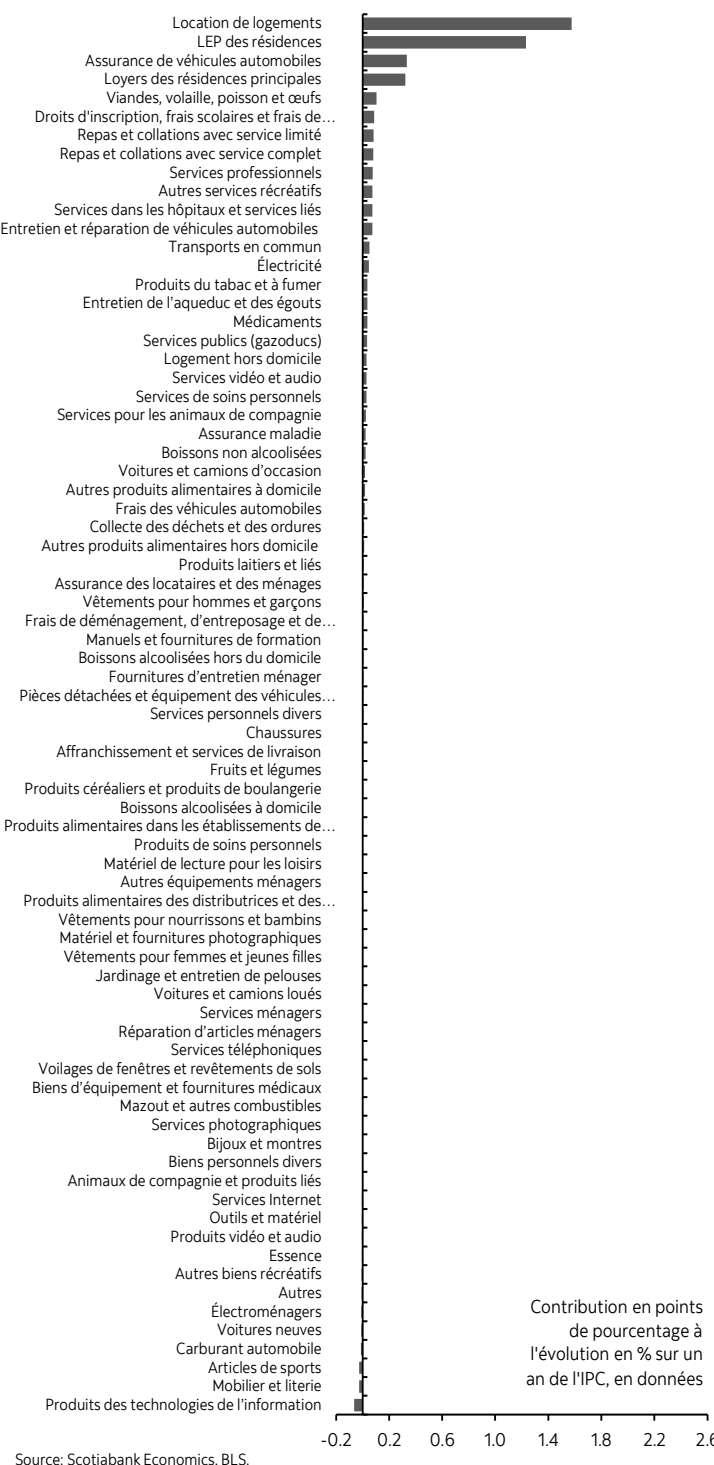 Location de logements
LEP des résidences
Assurance de véhicules automobiles
Loyers des résidences principales
Viandes, volaille, poisson et œufs
Droits d'inscription, frais scolaires et frais de…
Repas et collations avec service limité
Repas et collations avec service complet
Services professionnels
Autres services récréatifs
Services dans les hôpitaux et services liés
Entretien et réparation de véhicules automobiles
Transports en commun
Électricité
Produits du tabac et à fumer
Entretien de l’aqueduc et des égouts
Médicaments
Services publics (gazoducs)
Logement hors domicile
Services vidéo et audio
Services de soins personnels
Services pour les animaux de compagnie
Assurance maladie
Boissons non alcoolisées
Voitures et camions d’occasion
Autres produits alimentaires à domicile
Frais des véhicules automobiles
Collecte des déchets et des ordures
Autres produits alimentaires hors domicile
Produits laitiers et liés
Assurance des locataires et des ménages
Vêtements pour hommes et garçons
Frais de déménagement, d’entreposage et de…
Manuels et fournitures de formation
Boissons alcoolisées hors du domicile
Fournitures d’entretien ménager
Pièces détachées et équipement des véhicules…
Services personnels divers
Chaussures
Affranchissement et services de livraison
Fruits et légumes
Produits céréaliers et produits de boulangerie
Boissons alcoolisées à domicile
Produits alimentaires dans les établissements de…
Produits de soins personnels
Matériel de lecture pour les loisirs
Autres équipements ménagers
Produits alimentaires des distributrices et des…
Vêtements pour nourrissons et bambins
Matériel et fournitures photographiques
Vêtements pour femmes et jeunes filles
Jardinage et entretien de pelouses
Voitures et camions loués
Services ménagers
Réparation d’articles ménagers
Services téléphoniques
Voilages de fenêtres et revêtements de sols
Biens d’équipement et fournitures médicaux
Mazout et autres combustibles
Services photographiques
Bijoux et montres
Biens personnels divers
Animaux de compagnie et produits liés
Services Internet
Outils et matériel
Produits vidéo et audio
Essence
Autres biens récréatifs
Autres
Électroménagers
Voitures neuves
Carburant automobile
Articles de sports
Mobilier et literie
Produits des technologies de l’information
Contribution en points
de pourcentage à
l'évolution en % sur un
an de l'IPC, en données
-0.2 0.2 0.6 1.0 1.4 1.8 2.2 2.6
Source: Scotiabank Economics, BLS.